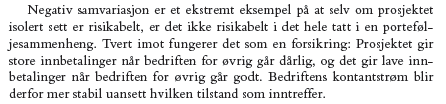 Negativ samvariasjon er et ekstremt eksempel på at selv om prosjektet
isolert sett er risikabelt, er det ikke risikabelt i det hele tatt i en porteføl-
jesammenheng. Tvert imot fungerer det som en forsikring: Prosjektet gir
store innbetalinger når bedriften for øvrig går dårlig, og det gir lave inn-
betalinger når bedriften for øvrig går godt. Bedriftens kontantstrøm blir
derfor mer stabil uansett hvilken tilstand som inntreffer.